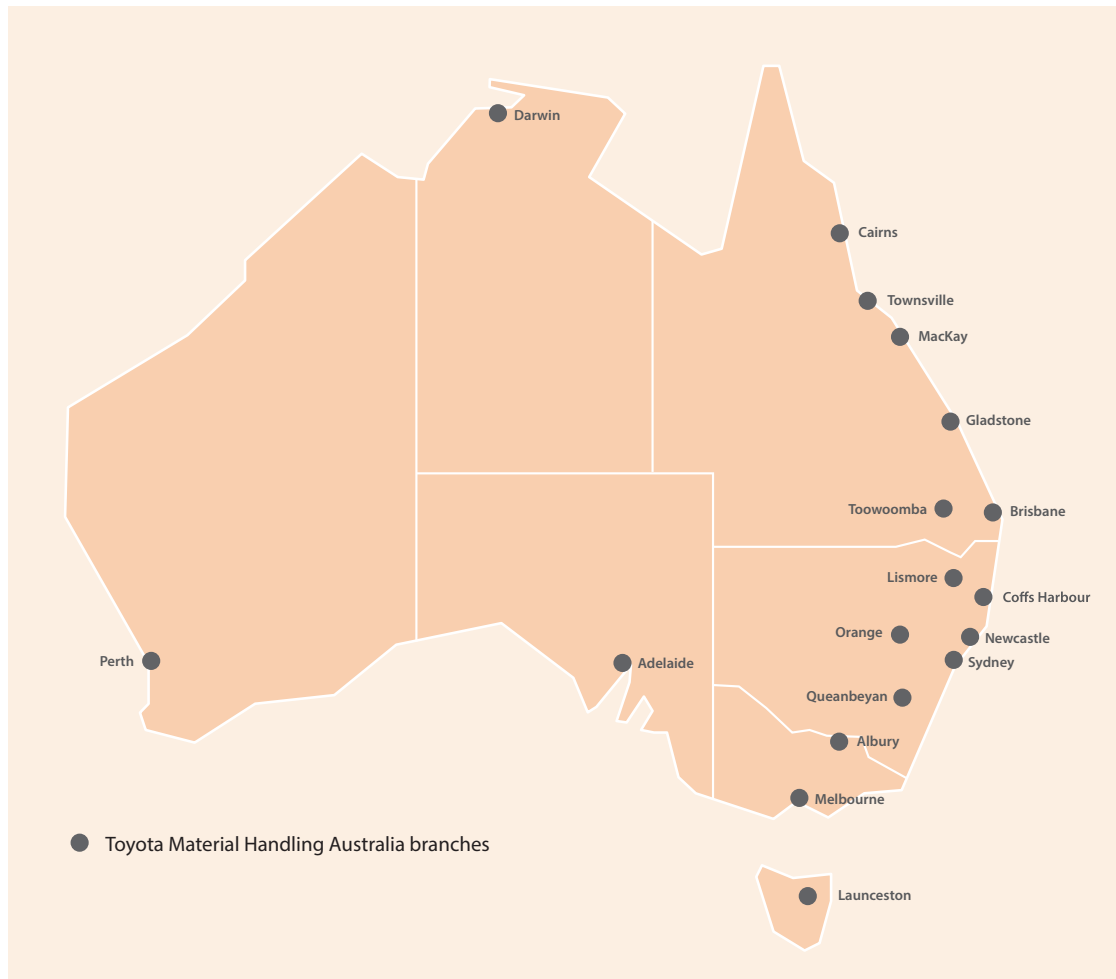 Darwin
Cairns
Townsville
MacKay
Gladstone
Toowoomba
Brisbane
Lismore
Coffs Harbour
Orange
Newcastle
Perth
Adelaide
Sydney
Queanbeyan
Albury
Melbourne
Toyota Material Handling Australia branches
Launceston